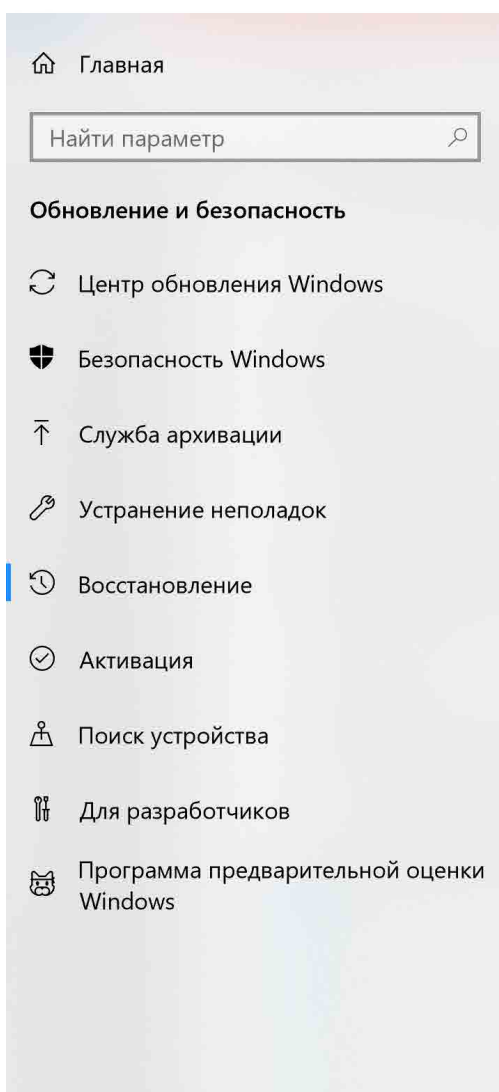 Главная
Найти параметр
Обновление и безопасность
Центр обновления Windows
Безопасность Windows
Служба архивации
Устранение неполадок
Восстановление
Активация
Поиск устройства
Для разработчиков
Программа предварительной оценки
Windows